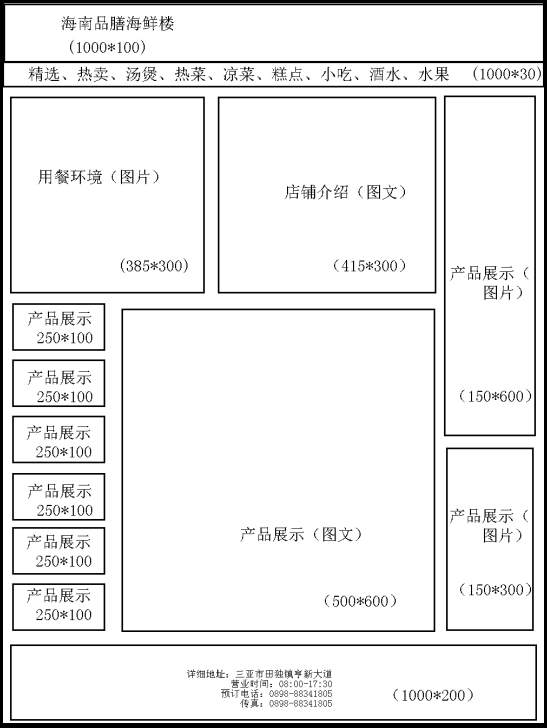 海南品膳海鲜楼
(1000*100)
精选、热卖、汤煲、热菜、凉菜、糕点、小吃、酒水、水果 (1000*30)
用餐环境（图片）
(385*300)
店铺介绍（图文）
（415*300）
产品展示（
图片）
（150*600）
产品展示
250*100
产品展示
250*100
产品展示
250*100
产品展示
250*100
产品展示
250*100
产品展示
250*100
产品展示（图文）
（500*600）
产品展示（
图片）
（150*300）
详细地址：三亚市田独镇亨新大道
营业时间：08:00-17:30
预订电话：0898-88341805
传真：0898-88341805
（1000*200）